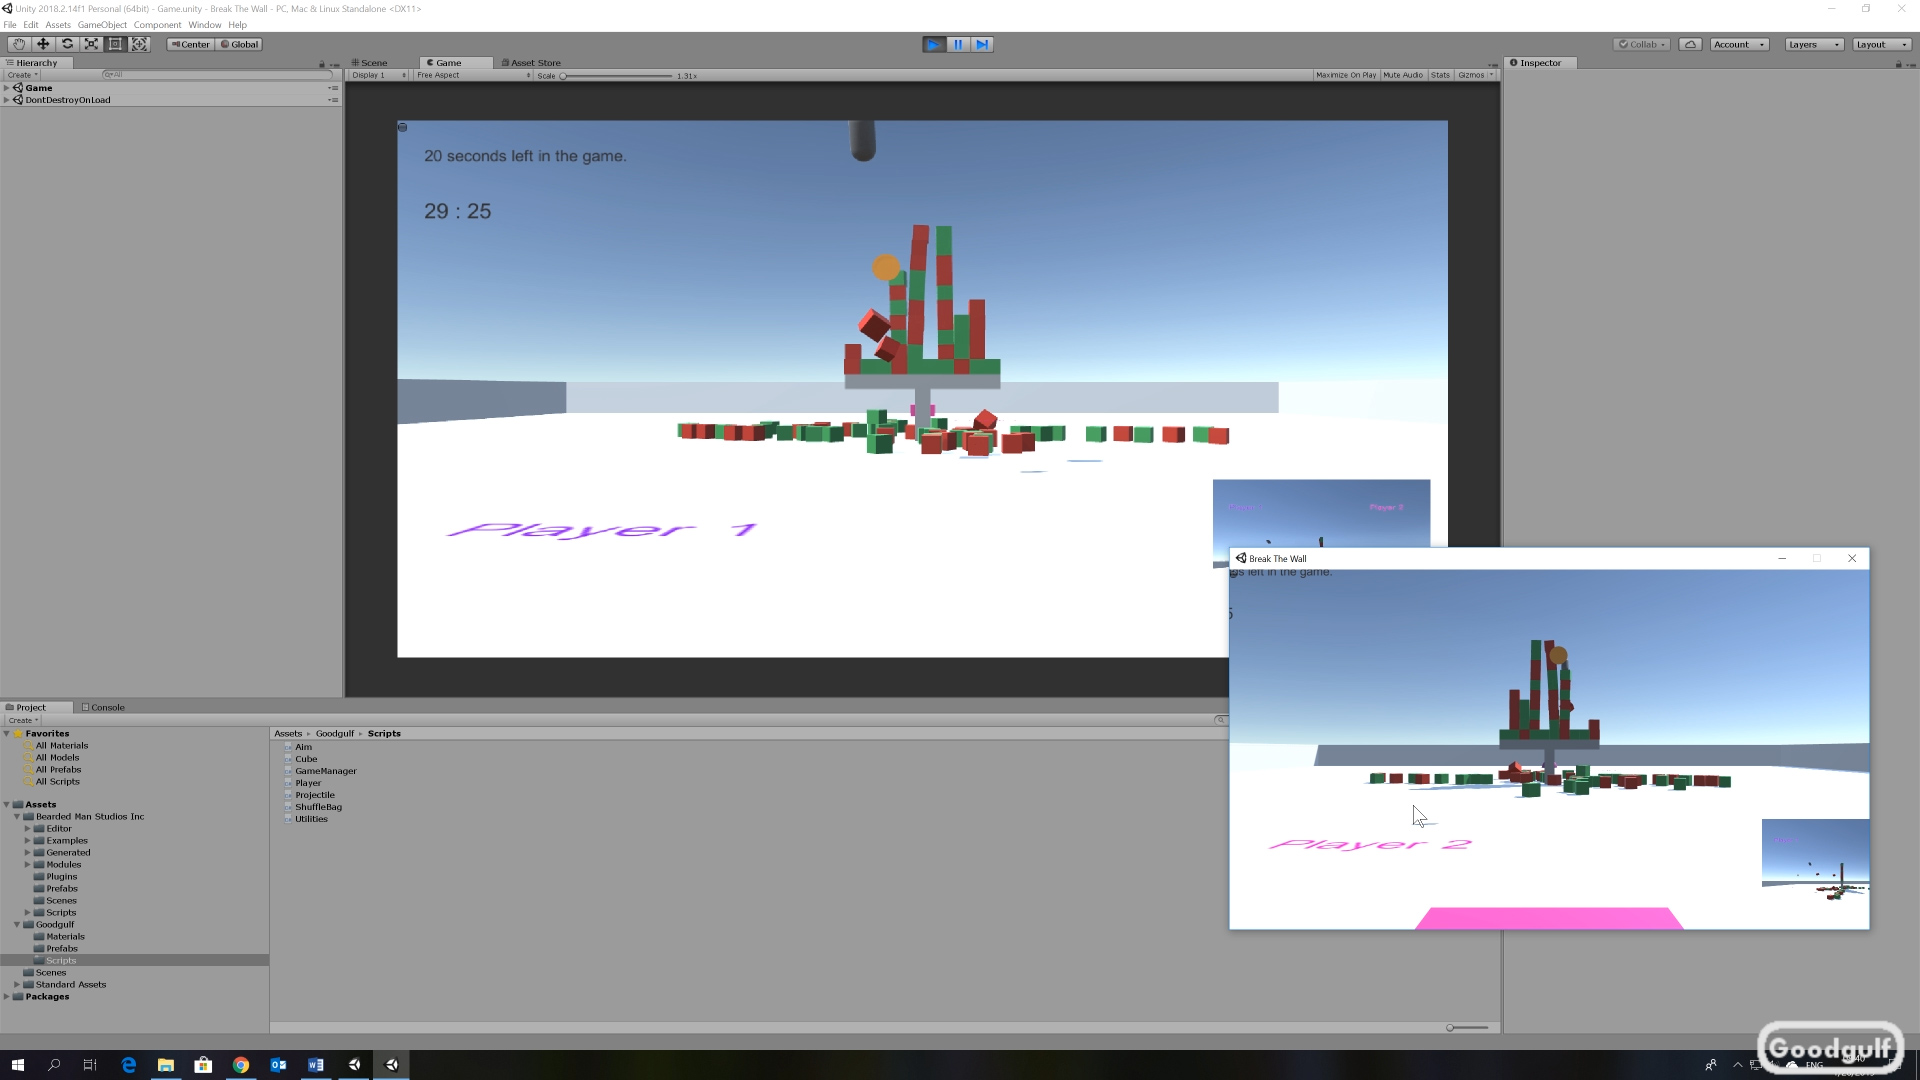 Unity 2018.2.14f1 Personal (64bit) - Game.unity - Break The Wall - PC, Mac & Linux Standalone <DX11>
File Edit Assets GameObject Component Window Help
Center Global Collab Account Layers Layout
Hierarchy
Create All
Game
DontDestroyOnLoad
Scene Game Asset Store
Display 1 Free Aspect Scale 1.31x Maximize On Play Mute Audio Stats Gizmos
Inspector
20 seconds left in the game.
29 : 25
Player 1
Player 2
Break The Wall
s left in the game.
Player 2
Project Console
Create
Favorites
All Materials
All Models
All Prefabs
All Scripts
Assets
Bearded Man Studios Inc
Editor
Examples
Generated
Modules
Plugins
Prefabs
Scenes
Scripts
Goodgulf
Materials
Prefabs
Scripts
Scenes
Standard Assets
Packages
Assets Goodgulf Scripts
Aim
Cube
GameManager
Player
Projectile
ShuffleBag
Utilities
ENG
Goodgulf